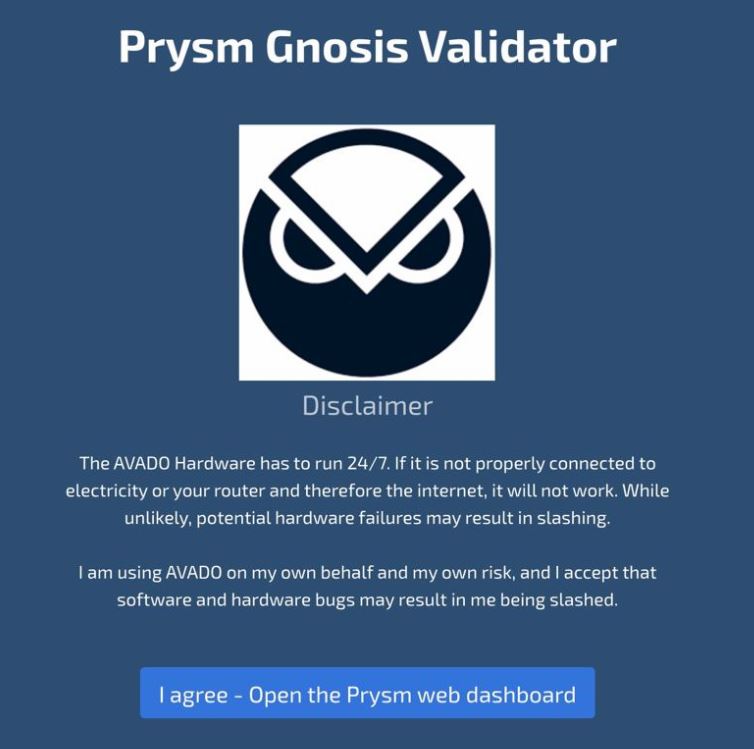 Prysm Gnosis Validator
Disclaimer
The AVADO Hardware has to run 24/7. If it is not properly connected to
electricity or your router and therefore the internet, it will not work. While
unlikely, potential hardware failures may result in slashing.
I am using AVADO on my own behalf and my own risk, and I accept that
software and hardware bugs may result in me being slashed.
I agree - Open the Prysm web dashboard